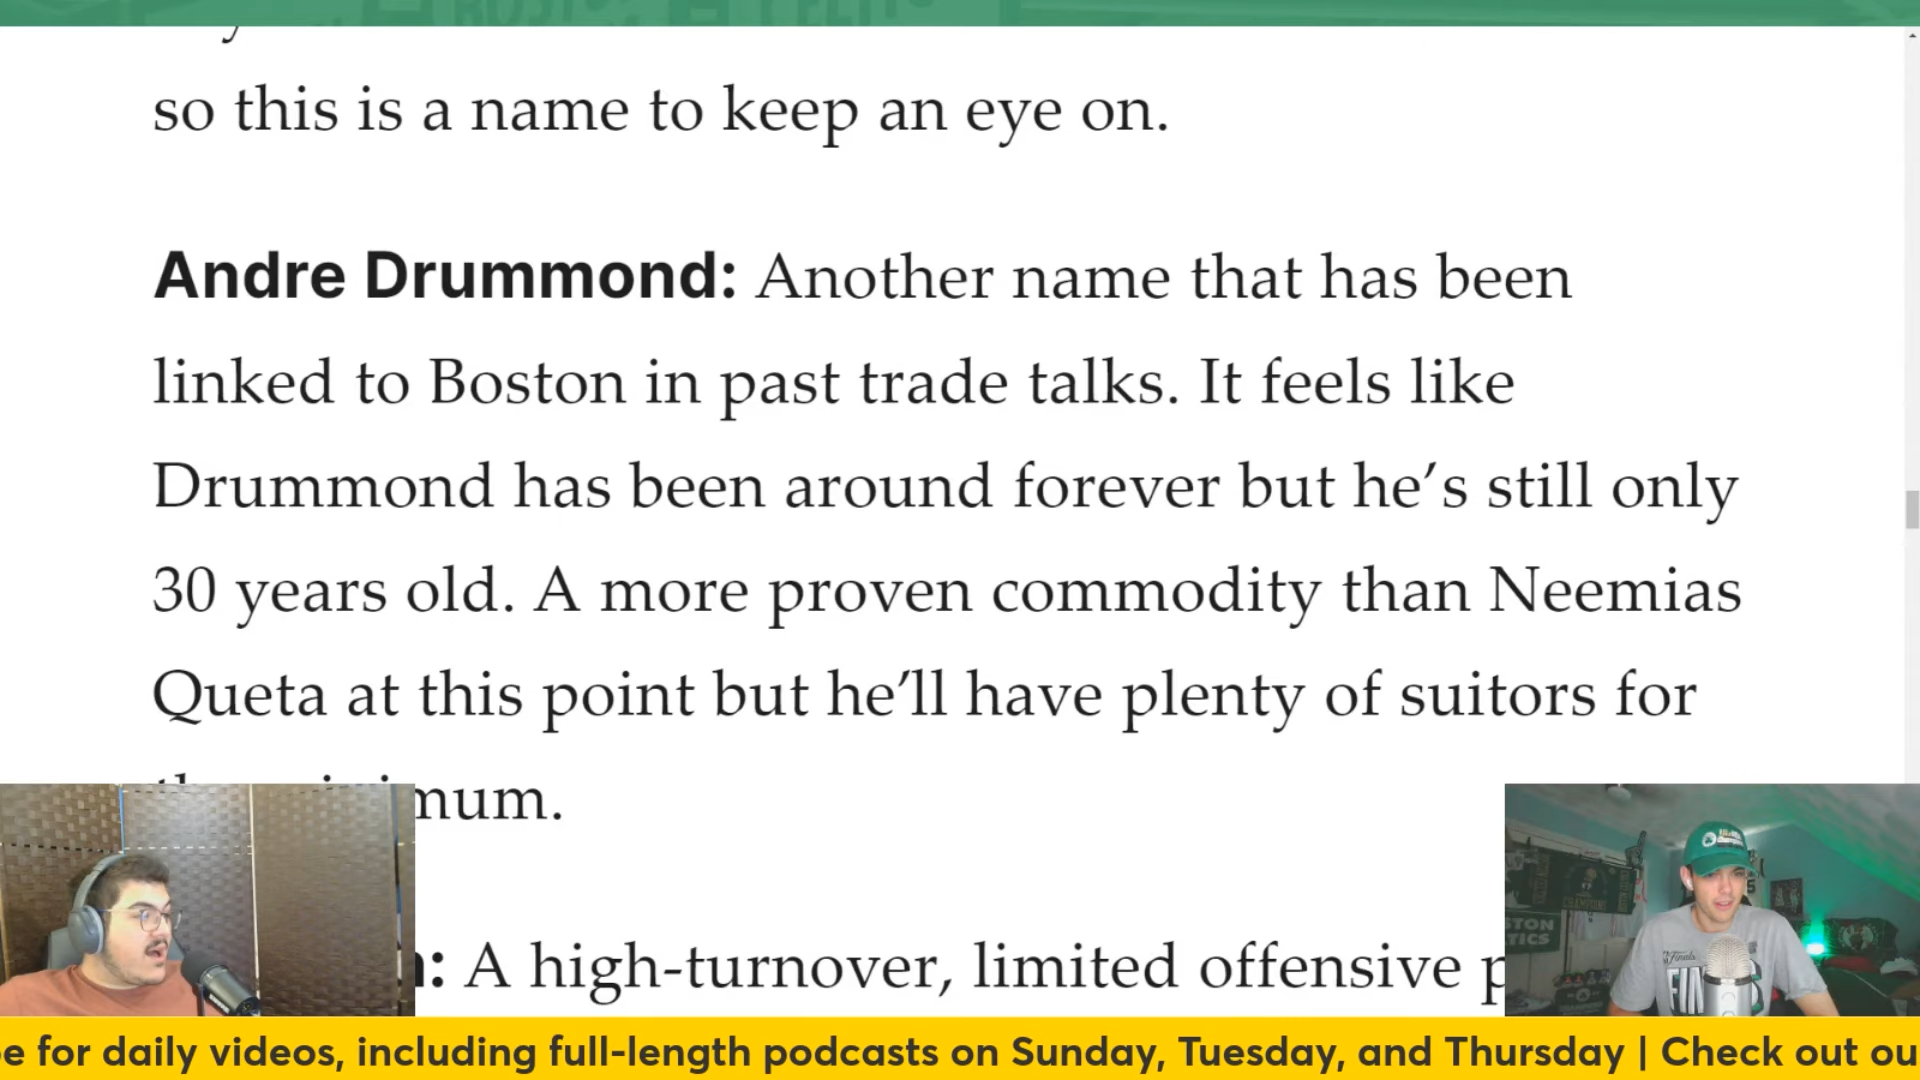 so this is a name to keep an eye on.
Andre Drummond: Another name that has been
linked to Boston in past trade talks. It feels like
Drummond has been around forever but he’s still only
30 years old. A more proven commodity than Neemias
Queta at this point but he’ll have plenty of suitors for
mum.
: A high-turnover, limited offensive p
STON
TICS
e for daily videos, including full-length podcasts on Sunday, Tuesday, and Thursday | Check out ou